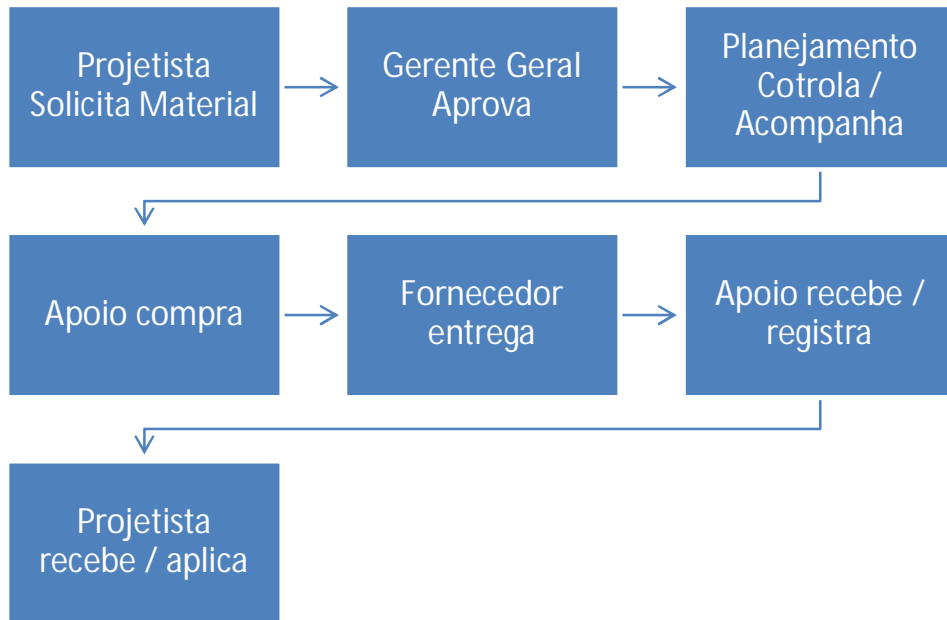 Projetista
Solicita Material
Gerente Geral
Aprova
Planejamento
Cotrola /
Acompanha
Apoio compra
Fornecedor
entrega
Apoio recebe /
registra
Projetista
recebe / aplica